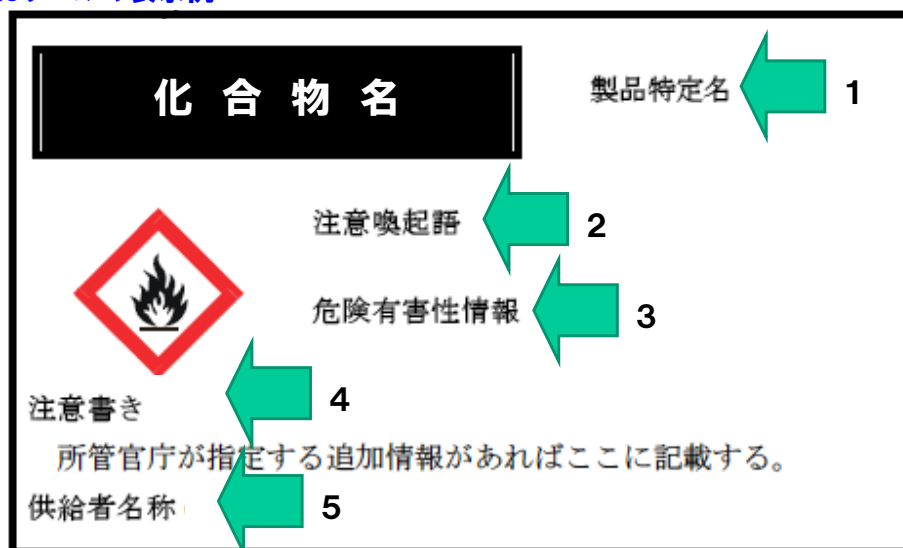 化合物名
製品特定名
1
注意喚起語
2
危険有害性情報
3
4
注意書き
所管官庁が指定する追加情報があればここに記載する。
供給者名称
5